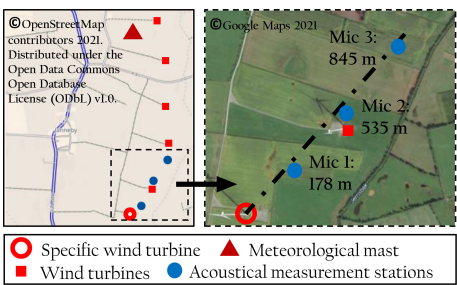 ©OpenStreetMap
contributors 2021.
Distributed under the
Open Data Commons
Open Database
License (ODbL) v1.0.
©Google Maps 2021
Mic 3:
845 m
Mic 2:
535 m
Mic 1:
178 m
Specific wind turbine
Meteorological mast
Wind turbines
Acoustical measurement stations